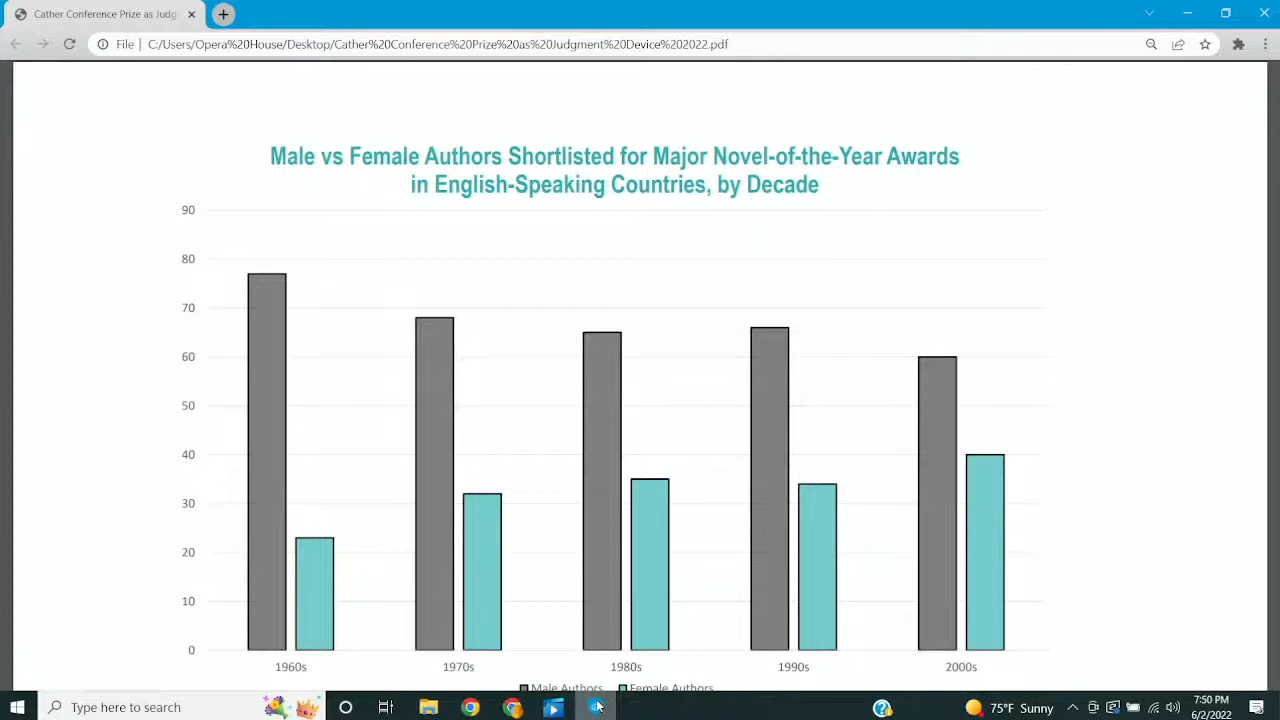 Cather Conference Prize as Judg
File
C:/Users/Opera%20House/Desktop/Cather%20Conference%20Prize%20as%20Judgment%20Device%202022.pdf
Male vs Female Authors Shortlisted for Major Novel-of-the-Year Awards
in English-Speaking Countries, by Decade
90
80
70
60
50
40
30
20
10
0
1960s 1970s 1980s 1990s 2000s
Male Authors Female Authors
Type here to search
75°F Sunny
7:50 PM
6/2/2022